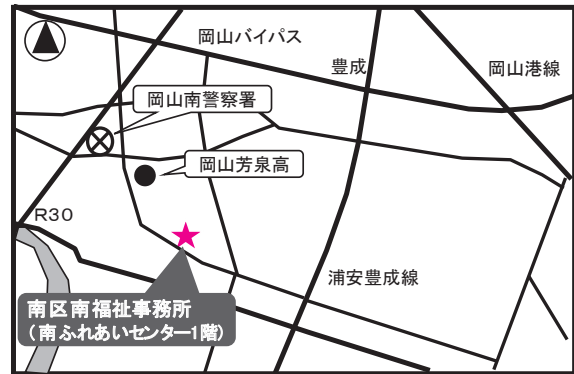 岡山バイパス
豊成
岡山港線
岡山南警察署
岡山芳泉高
R30
浦安豊成線
南区南福祉事務所
(南ふれあいセンター1階)